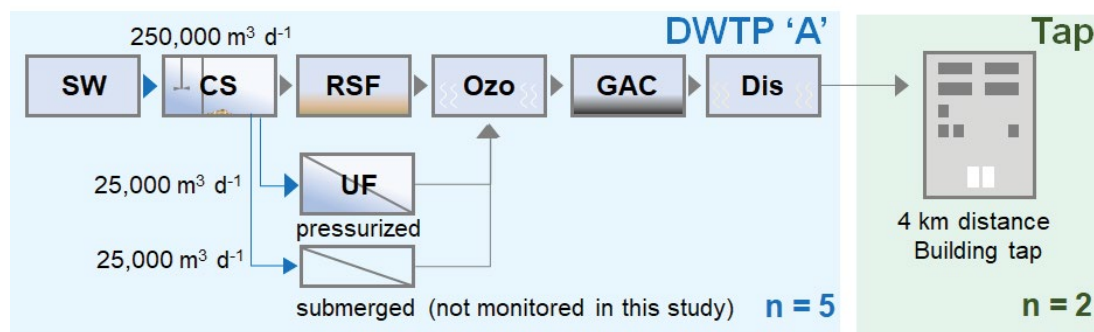 DWTP ‘A’
Tap
250,000 m³ d⁻¹
SW
CS
RSF
Ozo
GAC
Dis
25,000 m³ d⁻¹
UF
pressurized
25,000 m³ d⁻¹
submerged (not monitored in this study)
n = 5
4 km distance
Building tap
n = 2